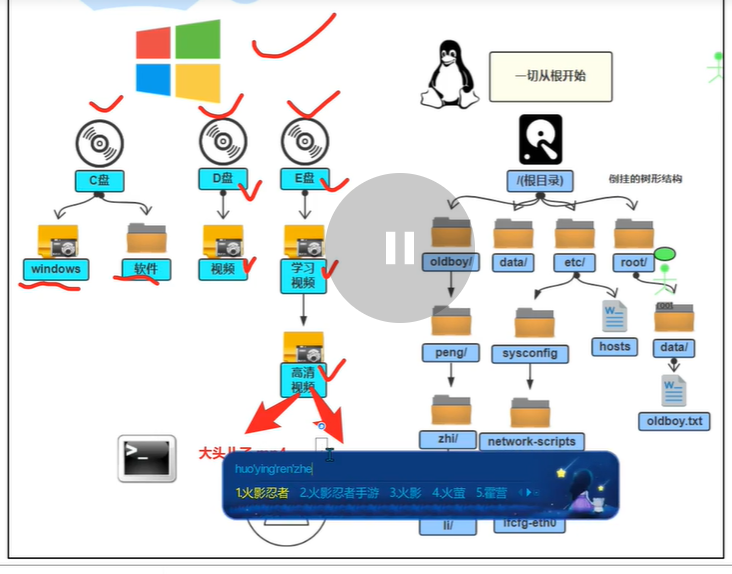 一切从根开始
C盘
D盘
E盘
/(根目录)
倒挂的树形结构
windows
软件
视频
学习
视频
oldboy/
data/
etc/
root/
root
高清
视频
peng/
sysconfig
hosts
data/
oldboy.txt
zhi/
network-scripts
大头儿子.mp4
huo'ying'ren'zhe
1.火影忍者 2.火影忍者手游 3.火影 4.火萤 5.霍营
li/
ifcfg-eth0